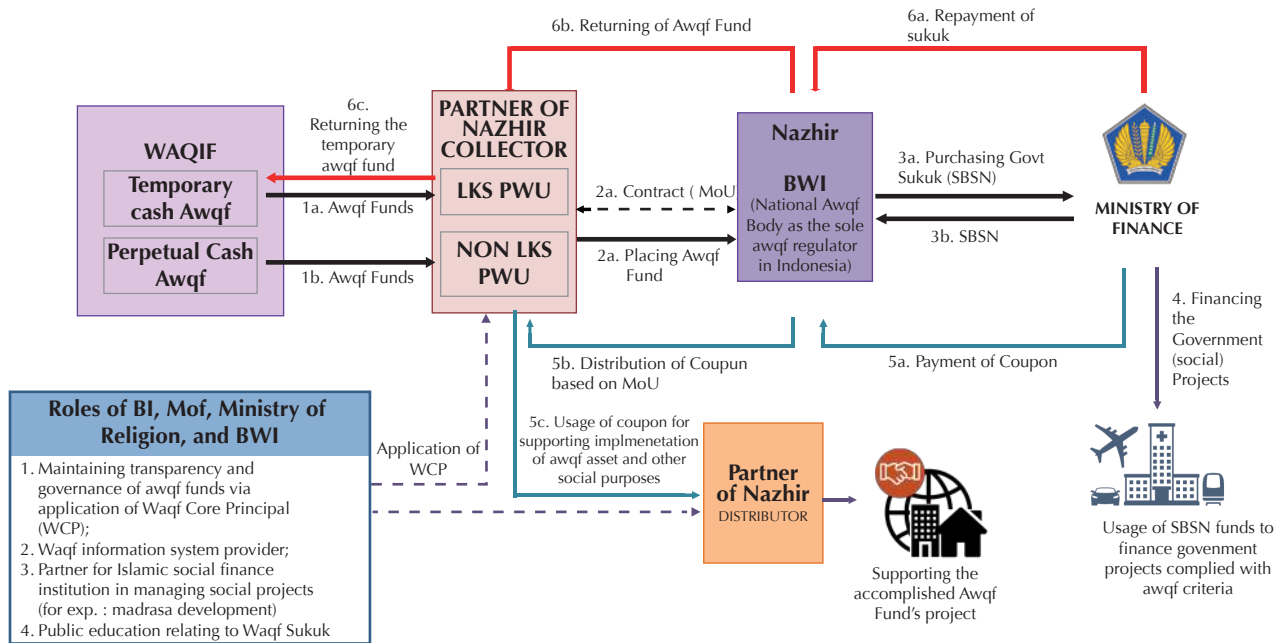 6b. Returning of Awqf Fund
6a. Repayment of
sukuk
6c.
Returning the
temporary
awqf fund
WAQIF
Temporary
cash Awqf
Perpetual Cash
Awqf
1a. Awqf Funds
1b. Awqf Funds
PARTNER OF
NAZHIR
COLLECTOR
LKS PWU
NON LKS
PWU
2a. Contract ( MoU
2a. Placing Awqf
Fund
Nazhir
BWI
(National Awqf
Body as the sole
awqf regulator
in Indonesia)
3a. Purchasing Govt
Sukuk (SBSN)
3b. SBSN
MINISTRY OF
FINANCE
4. Financing
the
Government
(social)
Projects
5b. Distribution of Coupun
based on MoU
5a. Payment of Coupon
Roles of BI, Mof, Ministry of
Religion, and BWI
1. Maintaining transparency and
governance of awqf funds via
application of Waqf Core Principal
(WCP);
2. Waqf information system provider;
3. Partner for Islamic social finance
institution in managing social projects
(for exp. : madrasa development)
4. Public education relating to Waqf Sukuk
Application of
WCP
5c. Usage of coupon for
supporting implmenetation
of awqf asset and other
social purposes
Partner
of Nazhir
DISTRIBUTOR
Supporting the
accomplished Awqf
Fund's project
Usage of SBSN funds to
finance govenment
projects complied with
awqf criteria